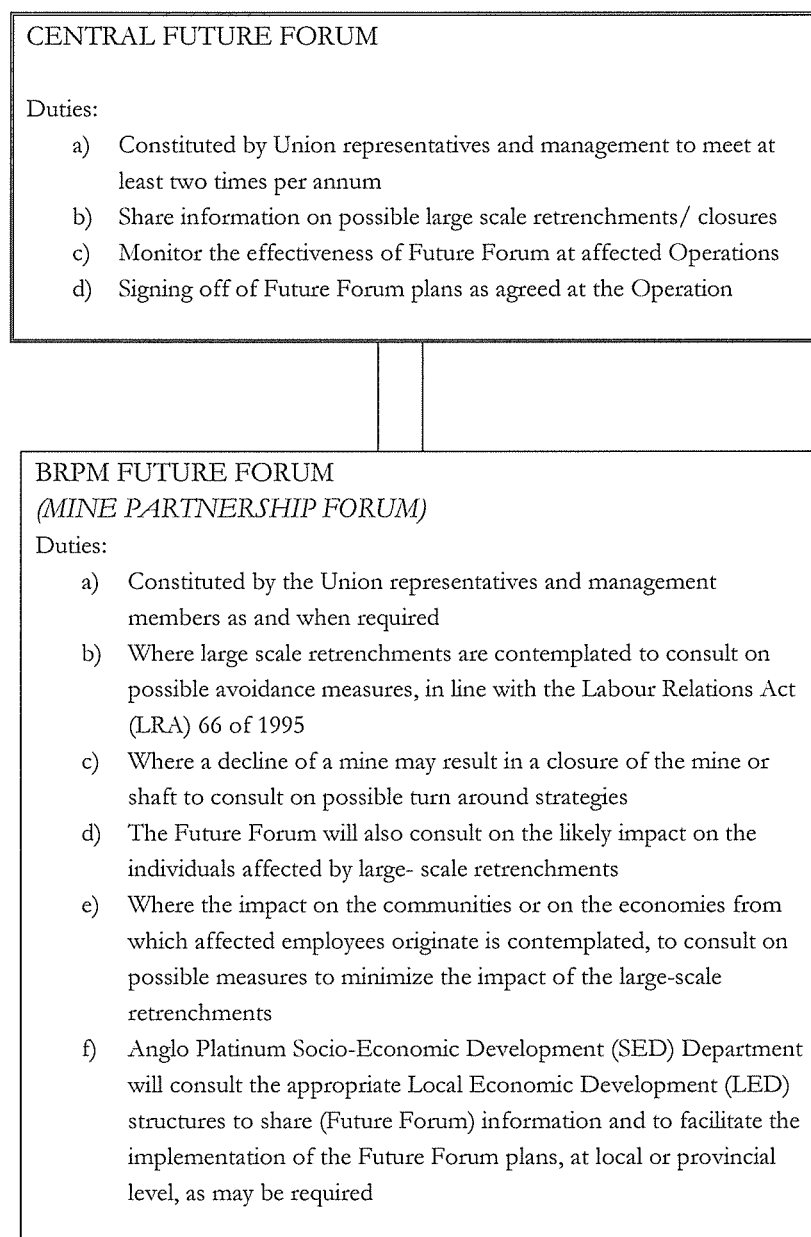 CENTRAL FUTURE FORUM
Duties:
a) Constituted by Union representatives and management to meet at
least two times per annum
b) Share information on possible large scale retrenchments/ closures
c) Monitor the effectiveness of Future Forum at affected Operations
d) Signing off of Future Forum plans as agreed at the Operation
BRPM FUTURE FORUM
(MINE PARTNERSHIP FORUM)
Duties:
a) Constituted by the Union representatives and management
members as and when required
b) Where large scale retrenchments are contemplated to consult on
possible avoidance measures, in line with the Labour Relations Act
(LRA) 66 of 1995
c) Where a decline of a mine may result in a closure of the mine or
shaft to consult on possible turn around strategies
d) The Future Forum will also consult on the likely impact on the
individuals affected by large- scale retrenchments
e) Where the impact on the communities or on the economies from
which affected employees originate is contemplated, to consult on
possible measures to minimize the impact of the large-scale
retrenchments
f) Anglo Platinum Socio-Economic Development (SED) Department
will consult the appropriate Local Economic Development (LED)
structures to share (Future Forum) information and to facilitate the
implementation of the Future Forum plans, at local or provincial
level, as may be required